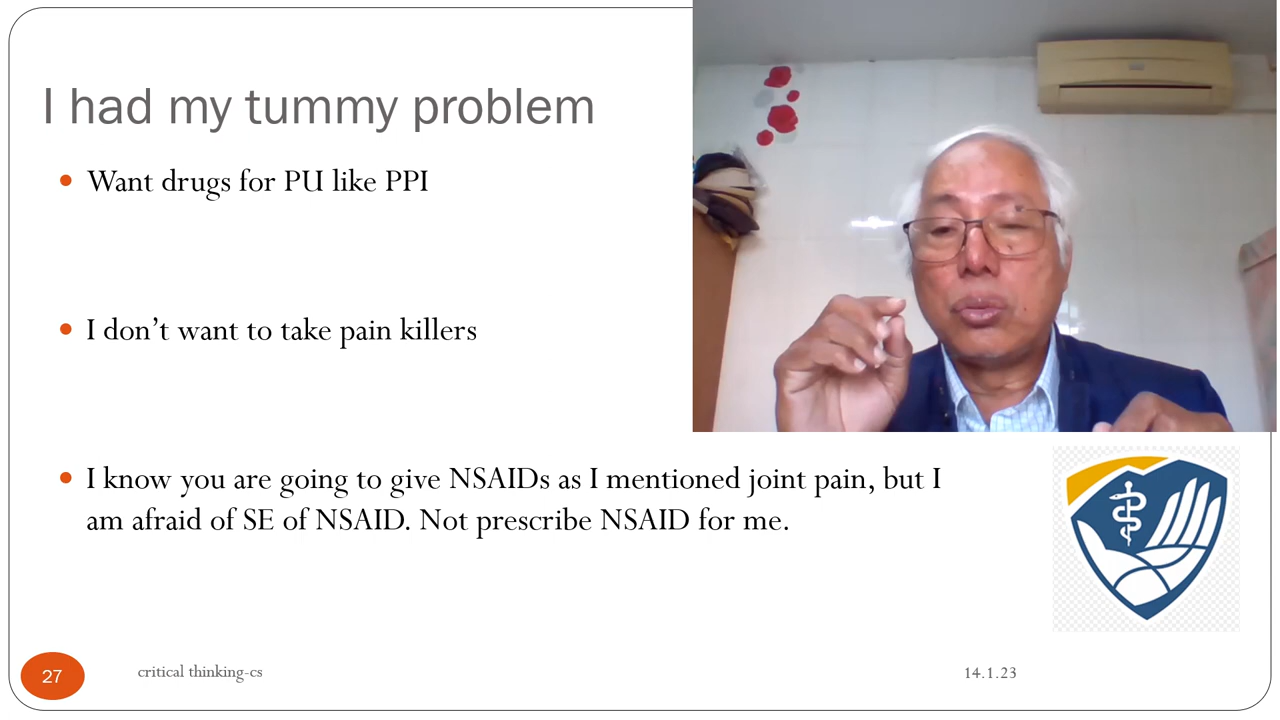 I had my tummy problem
Want drugs for PU like PPI
I don’t want to take pain killers
I know you are going to give NSAIDs as I mentioned joint pain, but I
am afraid of SE of NSAID. Not prescribe NSAID for me.
27
critical thinking-cs
14.1.23